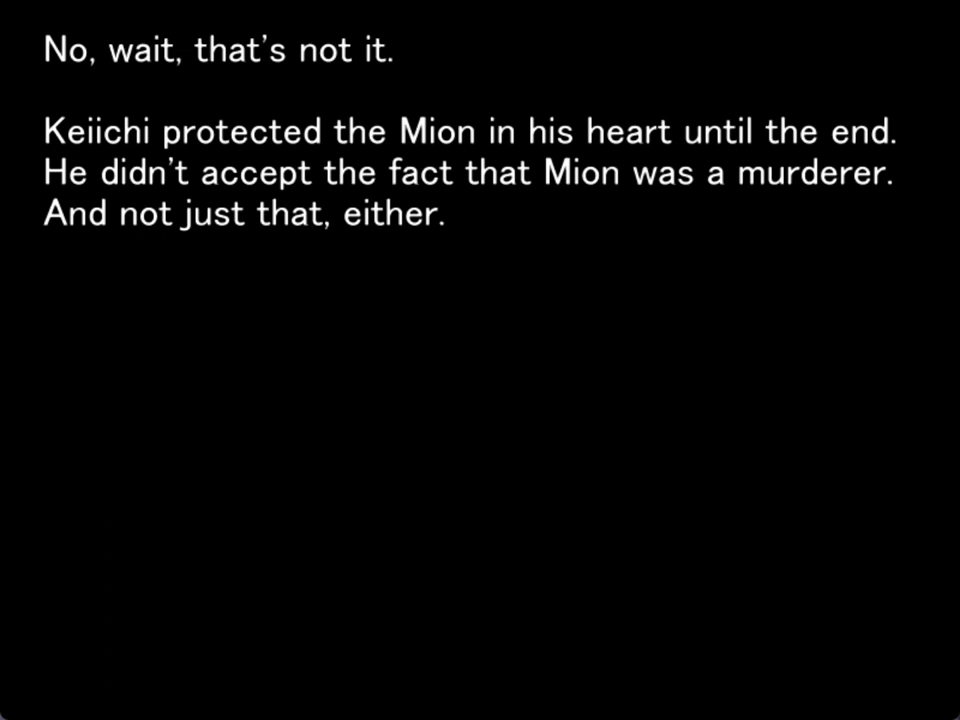 No, wait, that's not it.
Keiichi protected the Mion in his heart until the end.
He didn't accept the fact that Mion was a murderer.
And not just that, either.